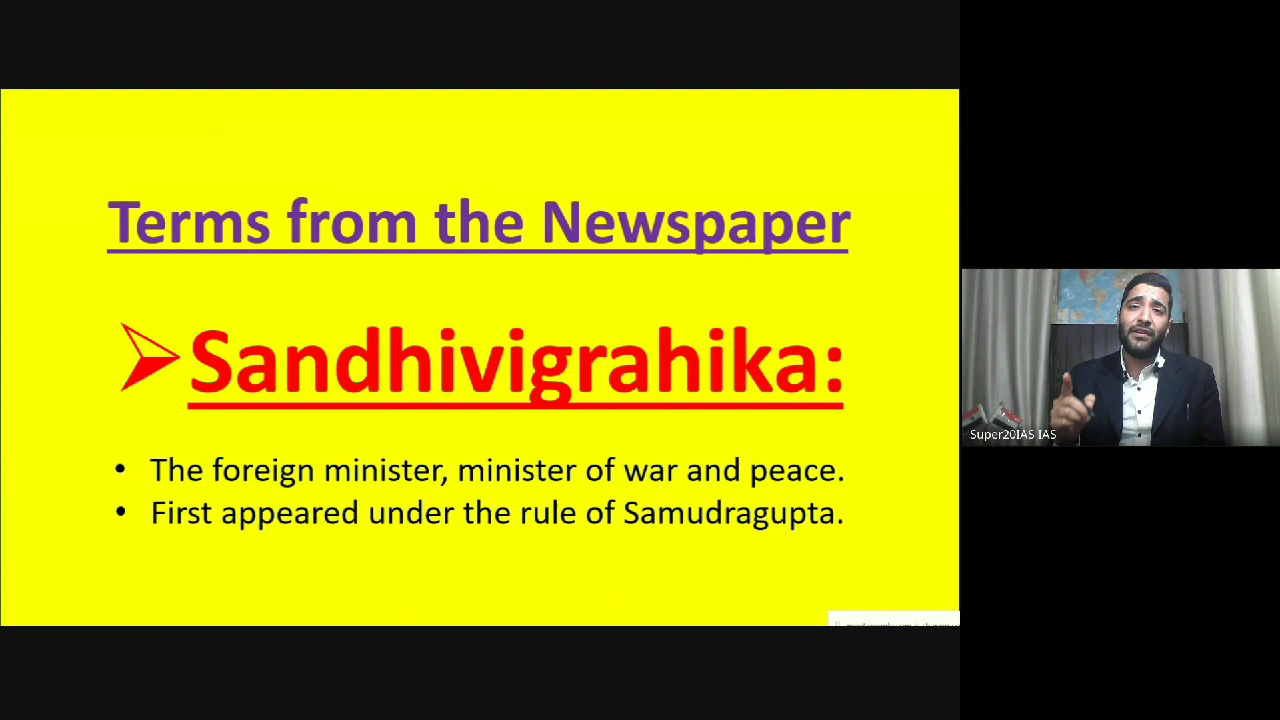 Terms from the Newspaper
Sandhivigrahika:
• The foreign minister, minister of war and peace.
• First appeared under the rule of Samudragupta.
Super20IAS IAS